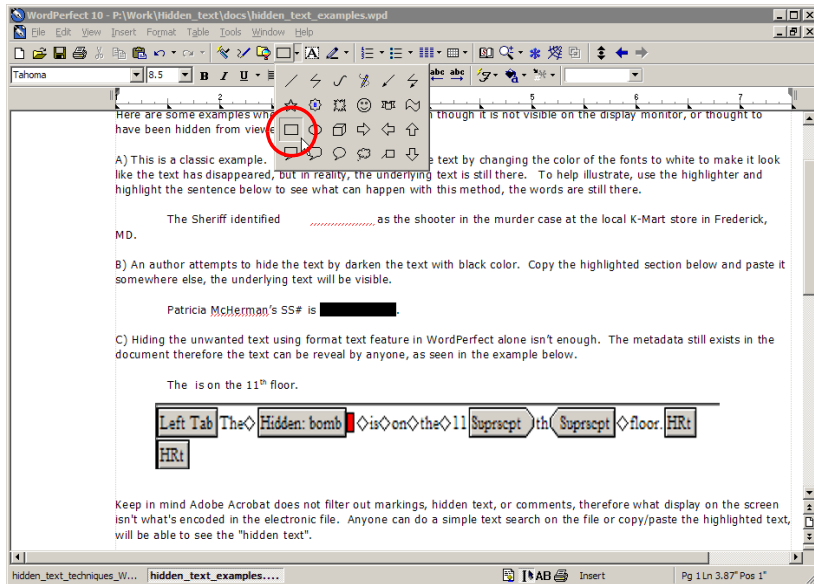 WordPerfect 10 - P:\Work\Hidden_text\docs\hidden_text_examples.wpd
File Edit View Insert Format Table Tools Window Help
Tahoma 8.5 B I U abc abc
2 5 6 7
Here are some examples whe n though it is not visible on the display monitor, or thought to
have been hidden from viewe
A) This is a classic example. e text by changing the color of the fonts to white to make it look
like the text has disappeared, but in reality, the underlying text is still there. To help illustrate, use the highlighter and
highlight the sentence below to see what can happen with this method, the words are still there.
The Sheriff identified as the shooter in the murder case at the local K-Mart store in Frederick,
MD.
B) An author attempts to hide the text by darken the text with black color. Copy the highlighted section below and paste it
somewhere else, the underlying text will be visible.
Patricia McHerman's SS# is .
C) Hiding the unwanted text using format text feature in WordPerfect alone isn't enough. The metadata still exists in the
document therefore the text can be reveal by anyone, as seen in the example below.
The is on the 11th floor.
Left Tab The◇ Hidden: bomb ◇is◇on◇the◇11 Suprscpt th Suprscpt ◇floor. HRt
HRt
Keep in mind Adobe Acrobat does not filter out markings, hidden text, or comments, therefore what display on the screen
isn't what's encoded in the electronic file. Anyone can do a simple text search on the file or copy/paste the highlighted text,
will be able to see the "hidden text".
hidden_text_techniques_W... hidden_text_examples.... AB Insert Pg 1 Ln 3.87" Pos 1"